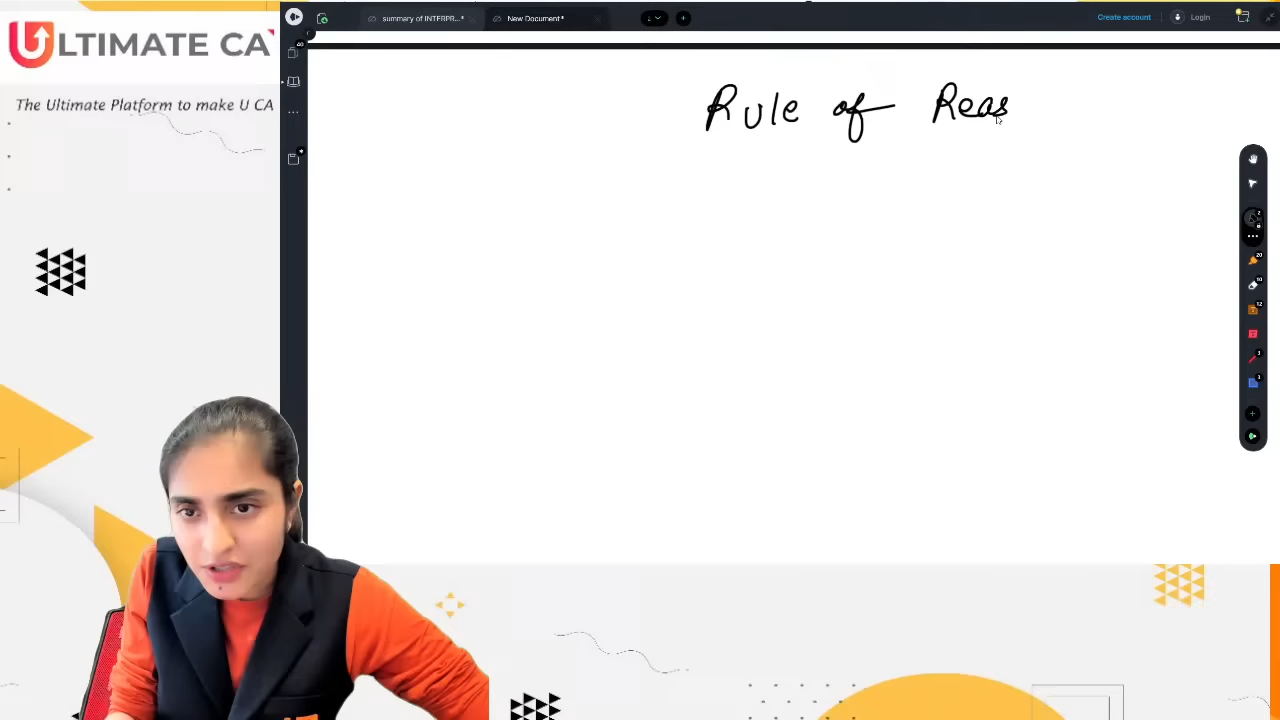 ULTIMATE CA
The Ultimate Platform to make U CA
summary of INTERPR...*
New Document*
Create account
Login
Rule of Reas